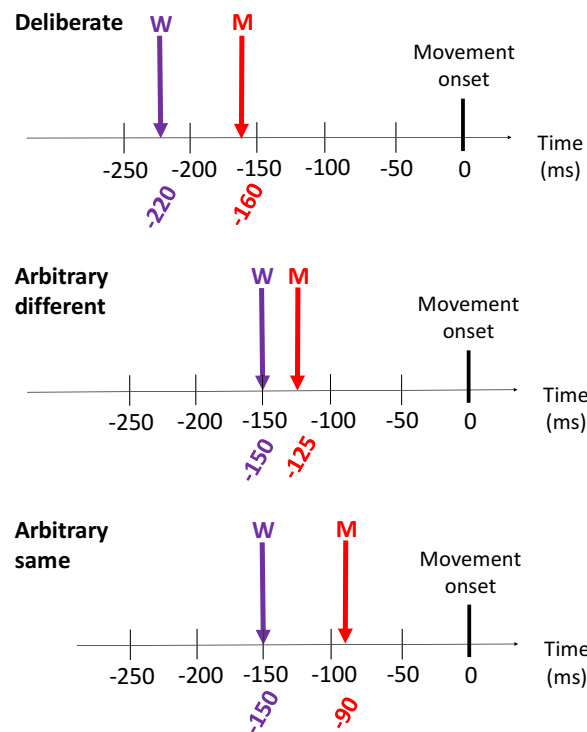 Deliberate
W
M
Movement
onset
-250
-200
-150
-100
-50
0
Time
(ms)
-220
-160
Arbitrary
different
W
M
Movement
onset
-250
-200
-150
-100
-50
0
Time
(ms)
-150
-125
Arbitrary
same
W
M
Movement
onset
-250
-200
-150
-100
-50
0
Time
(ms)
-150
-90